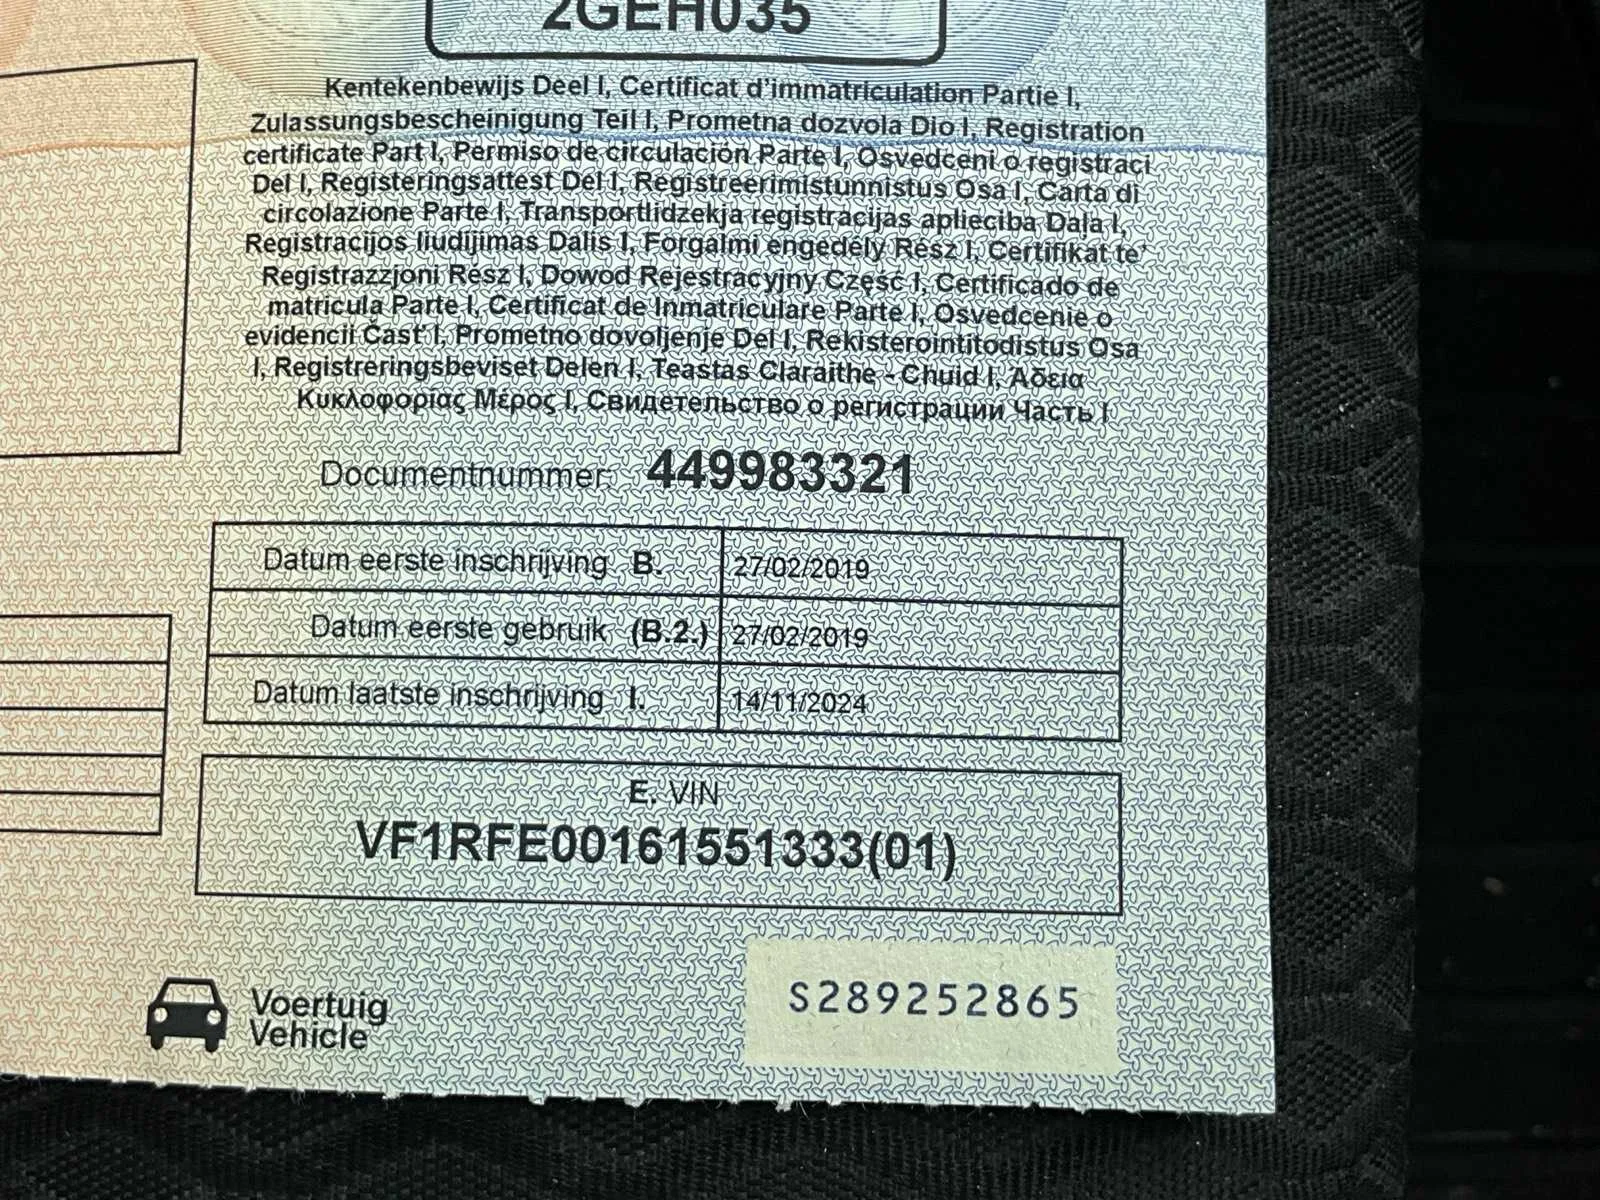 2GEH035
Kentekenbewijs Deel I, Certificat d'immatriculation Partie I,
Zulassungsbescheinigung Teil I, Prometna dozvola Dio I, Registration
certificate Part I, Permiso de circulación Parte I, Osvedceni o registraci
Del I, Registeringsattest Del I, Registreerimistunnistus Osa I, Carta di
circolazione Parte I, Transportlidzekja registracijas aplieciba Daļa I,
Registracijos liudijimas Dalis I, Forgalmi engedély Rész I, Certifikat te'
Registrazzjoni Rész I, Dowod Rejestracyjny Część I, Certificado de
matricula Parte I, Certificat de Inmatriculare Parte I, Osvedcenie o
evidencii Časť I, Prometno dovoljenje Del I, Rekisterointitodistus Osa
I, Registreringsbeviset Delen I, Teastas Claraithe - Chuid I, Άδεια
Κυκλοφορίας Μέρος I, Свидетельство о регистрации Часть I
Documentnummer: 449983321
Datum eerste inschrijving B. 27/02/2019
Datum eerste gebruik (B.2.) 27/02/2019
Datum laatste inschrijving I. 14/11/2024
E. VIN
VF1RFE00161551333(01)
Voertuig
Vehicle
S289252865